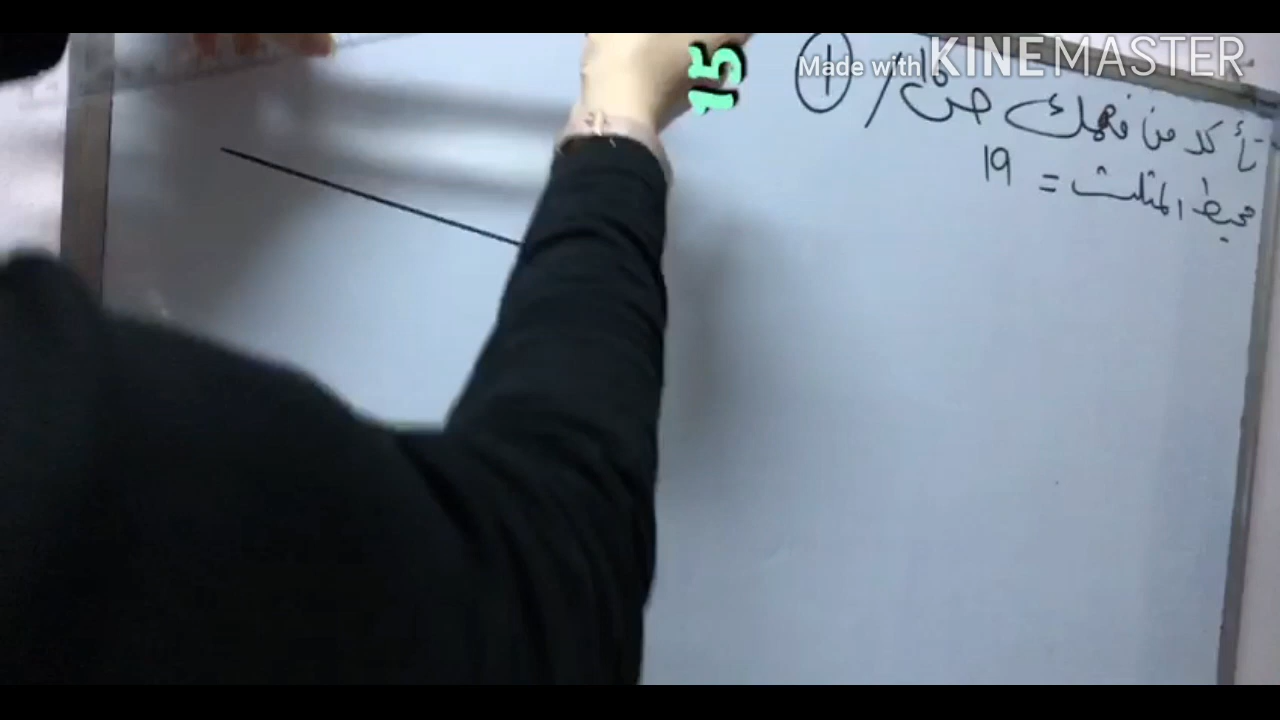 Made with KINEMASTER
15
تأكد من فهمك ص /
1
محيط المثلث = 19